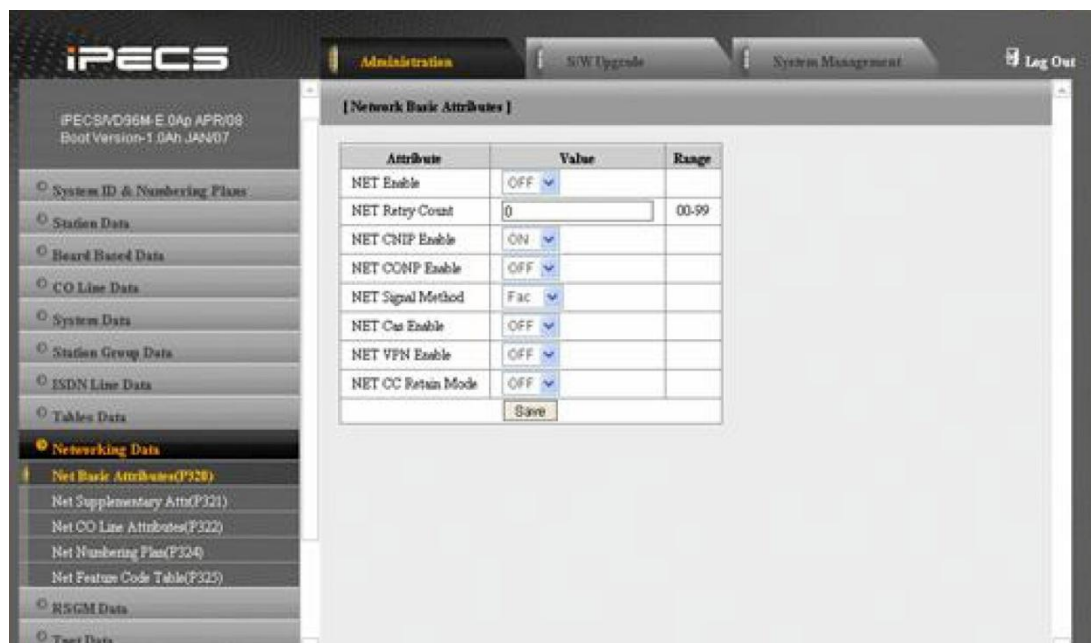 iPECS
Administration
S/W Upgrade
System Management
Log Out
iPECS/VD96M-E.0Ap APR/08
Boot Version-1.0Ah JAN/07
System ID & Numbering Plans
Station Data
Board Based Data
CO Line Data
System Data
Station Group Data
ISDN Line Data
Tables Data
Networking Data
Net Basic Attributes(P320)
Net Supplementary Attr(P321)
Net CO Line Attributes(P322)
Net Numbering Plan(P324)
Net Feature Code Table(P325)
RSGM Data
Data
[ Network Basic Attributes ]
Attribute Value Range
NET Enable OFF
NET Retry Count 0 00-99
NET CNIP Enable ON
NET CONP Enable OFF
NET Signal Method Fac
NET Cas Enable OFF
NET VPN Enable OFF
NET CC Retain Mode OFF
Save